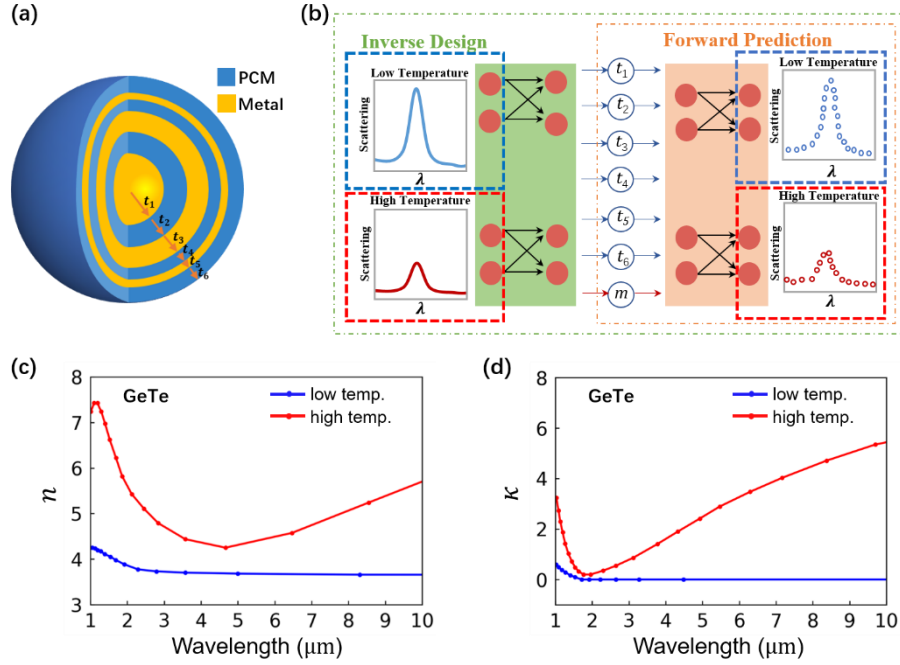 (a)
PCM
Metal
t₁
t₂
t₃
t₄
t₅
t₆
(b)
Inverse Design
Forward Prediction
Low Temperature
Scattering
λ
High Temperature
Scattering
λ
t₁
t₂
t₃
t₄
t₅
t₆
m
Low Temperature
Scattering
λ
High Temperature
Scattering
λ
(c)
GeTe
low temp.
high temp.
8
7
6
5
4
3
n
1 2 3 4 5 6 7 8 9 10
Wavelength (μm)
(d)
GeTe
low temp.
high temp.
8
6
4
2
0
κ
1 2 3 4 5 6 7 8 9 10
Wavelength (μm)